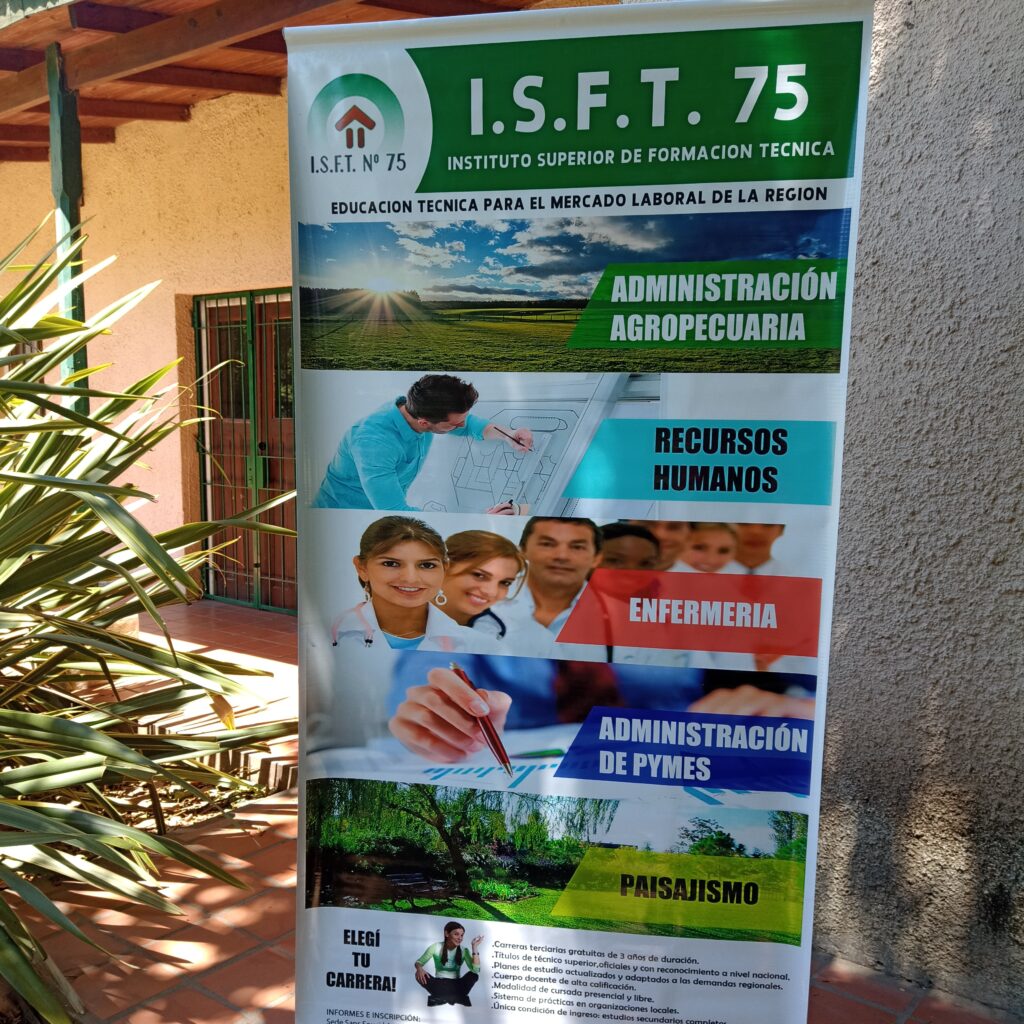 I.S.F.T. 75
INSTITUTO SUPERIOR DE FORMACION TECNICA
I.S.F.T. Nº 75
EDUCACION TECNICA PARA EL MERCADO LABORAL DE LA REGION
ADMINISTRACIÓN
AGROPECUARIA
RECURSOS
HUMANOS
ENFERMERIA
ADMINISTRACIÓN
DE PYMES
PAISAJISMO
ELEGÍ
TU
CARRERA!
.Carreras terciarias gratuitas de 3 años de duración.
.Títulos de técnico superior,oficiales y con reconocimiento a nivel nacional.
.Planes de estudio actualizados y adaptados a las demandas regionales.
.Cuerpo docente de alta calificación.
.Modalidad de cursada presencial y libre.
.Sistema de prácticas en organizaciones locales.
.Única condición de ingreso: estudios secundarios completos
INFORMES E INSCRIPCIÓN: